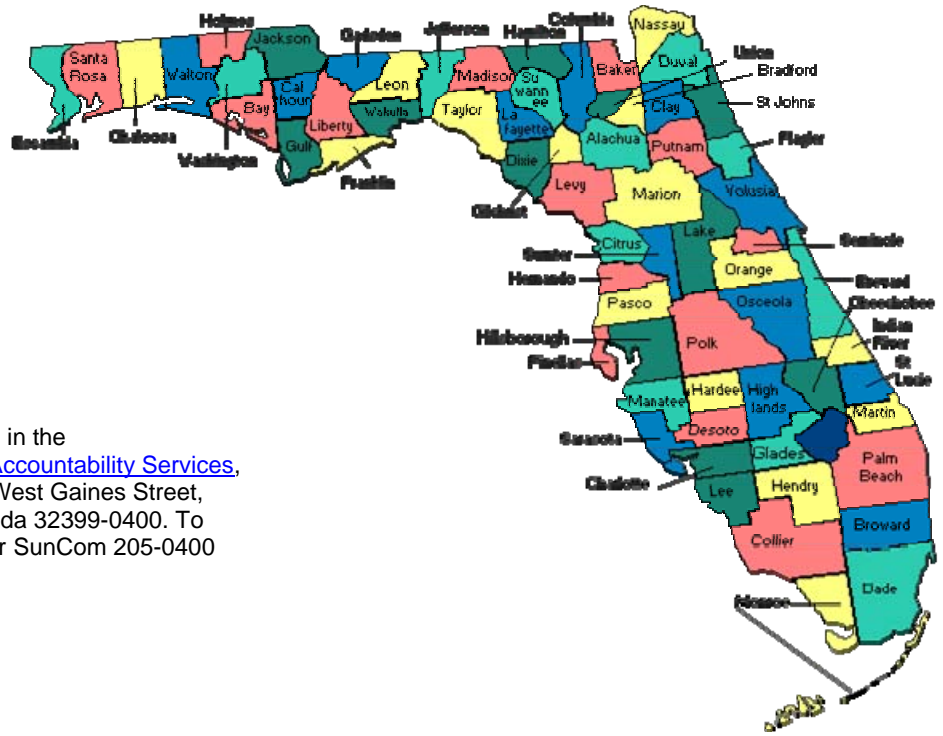 Holmes
Jackson
Gadsden
Jefferson
Hamilton
Columbia
Nassau
Santa
Rosa
Walton
Leon
Madison
Su
wann
ee
Baker
Duval
Union
Bradford
Cal
houn
Bay
Liberty
Wakulla
Taylor
La
fayette
Clay
St Johns
Escambia
Okaloosa
Washington
Gulf
Franklin
Dixie
Gilchrist
Alachua
Putnam
Flagler
Levy
Marion
Volusia
Citrus
Lake
Sumter
Seminole
Hernando
Orange
Brevard
Pasco
Osceola
Okeechobee
Hillsborough
Polk
Indian
River
Pinellas
St
Lucie
Manatee
Hardee
High
lands
Martin
Sarasota
Desoto
Glades
Palm
Beach
Charlotte
Lee
Hendry
Broward
Collier
Dade
Monroe
in the
Accountability Services,
West Gaines Street,
da 32399-0400. To
r SunCom 205-0400